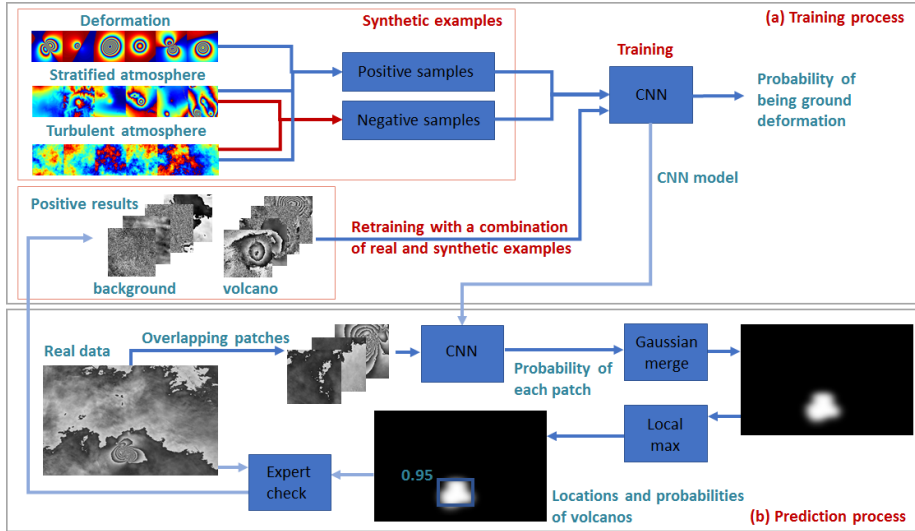 Deformation
Synthetic examples
(a) Training process
Stratified atmosphere
Positive samples
Training
CNN
Probability of
being ground
deformation
Turbulent atmosphere
Negative samples
CNN model
Positive results
Retraining with a combination
of real and synthetic examples
background
volcano
Real data
Overlapping patches
CNN
Probability of
each patch
Gaussian
merge
Local
max
0.95
Expert
check
Locations and probabilities
of volcanos
(b) Prediction process